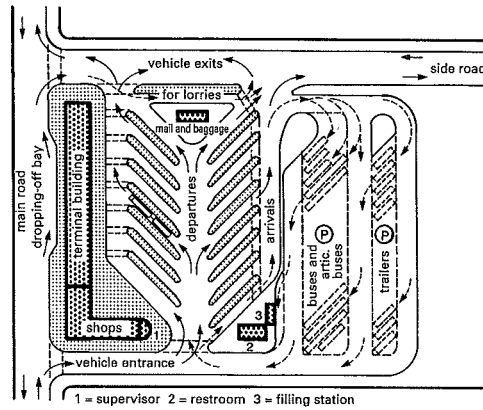 vehicle exits
side road
for lorries
mail and baggage
main road
dropping-off bay
terminal building
departures
arrivals
buses and
artic.
buses
P
trailers
P
shops
1
2
3
vehicle entrance
1 = supervisor 2 = restroom 3 = filling station